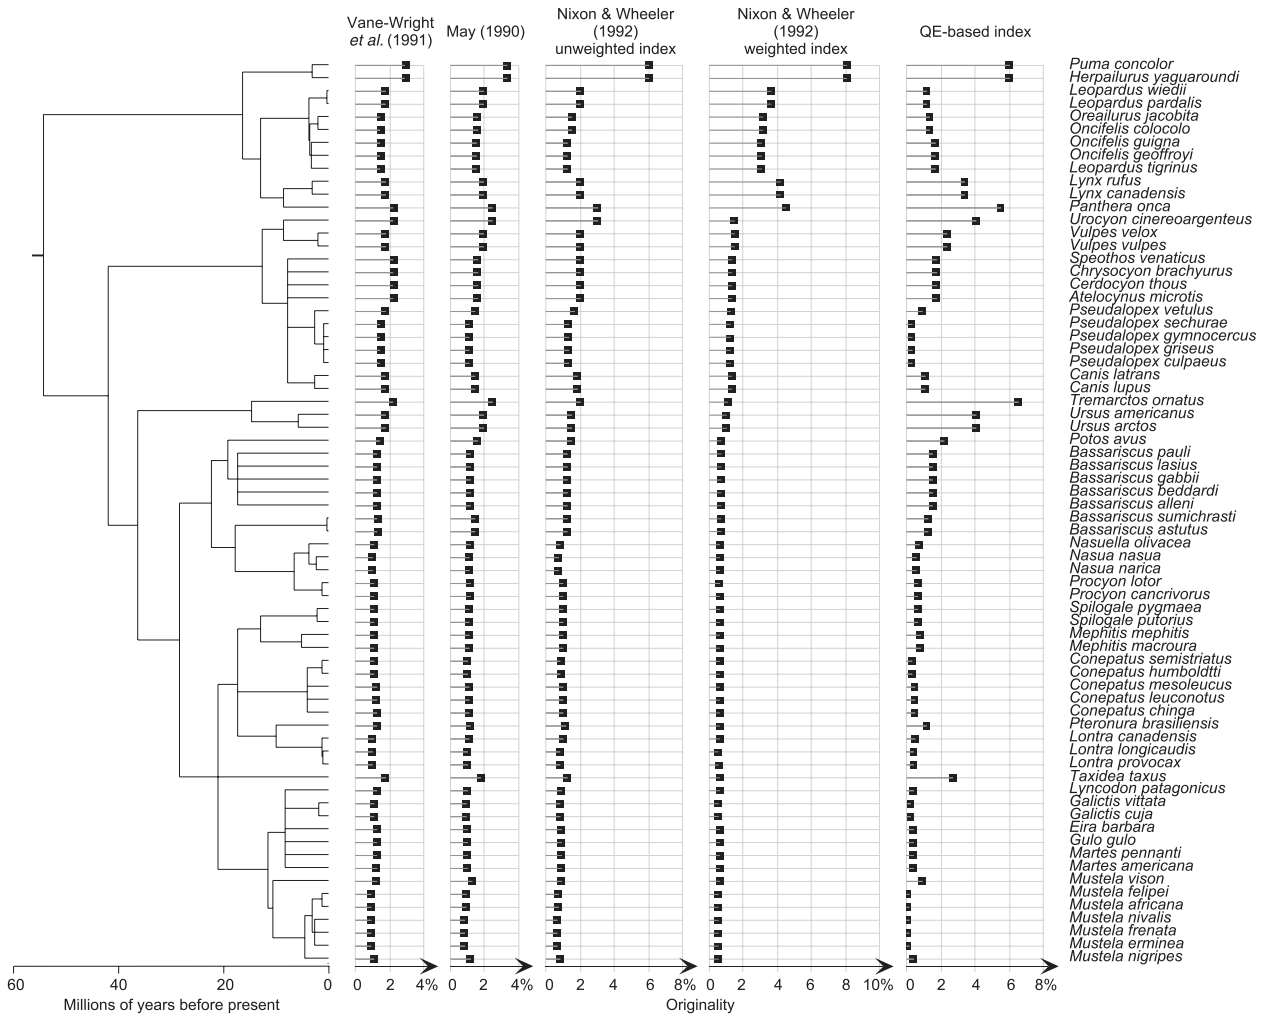 Vane-Wright
et al. (1991)
May (1990)
Nixon & Wheeler
(1992)
unweighted index
Nixon & Wheeler
(1992)
weighted index
QE-based index
Puma concolor
Herpailurus yaguaroundi
Leopardus wiedii
Leopardus pardalis
Oreailurus jacobita
Oncifelis colocolo
Oncifelis guigna
Oncifelis geoffroyi
Leopardus tigrinus
Lynx rufus
Lynx canadensis
Panthera onca
Urocyon cinereoargenteus
Vulpes velox
Vulpes vulpes
Speothos venaticus
Chrysocyon brachyurus
Cerdocyon thous
Atelocynus microtis
Pseudalopex vetulus
Pseudalopex sechurae
Pseudalopex gymnocercus
Pseudalopex griseus
Pseudalopex culpaeus
Canis latrans
Canis lupus
Tremarctos ornatus
Ursus americanus
Ursus arctos
Potos avus
Bassariscus pauli
Bassariscus lasius
Bassariscus gabbii
Bassariscus beddardi
Bassariscus alleni
Bassariscus sumichrasti
Bassariscus astutus
Nasuella olivacea
Nasua nasua
Nasua narica
Procyon lotor
Procyon cancrivorus
Spilogale pygmaea
Spilogale putorius
Mephitis mephitis
Mephitis macroura
Conepatus semistriatus
Conepatus humboldtti
Conepatus mesoleucus
Conepatus leuconotus
Conepatus chinga
Pteronura brasiliensis
Lontra canadensis
Lontra longicaudis
Lontra provocax
Taxidea taxus
Lyncodon patagonicus
Galictis vittata
Galictis cuja
Eira barbara
Gulo gulo
Martes pennanti
Martes americana
Mustela vison
Mustela felipei
Mustela africana
Mustela nivalis
Mustela frenata
Mustela erminea
Mustela nigripes
60 40 20 0 0 2 4% 0 2 4% 0 2 4 6 8% 0 2 4 6 8 10% 0 2 4 6 8%
Millions of years before present
Originality